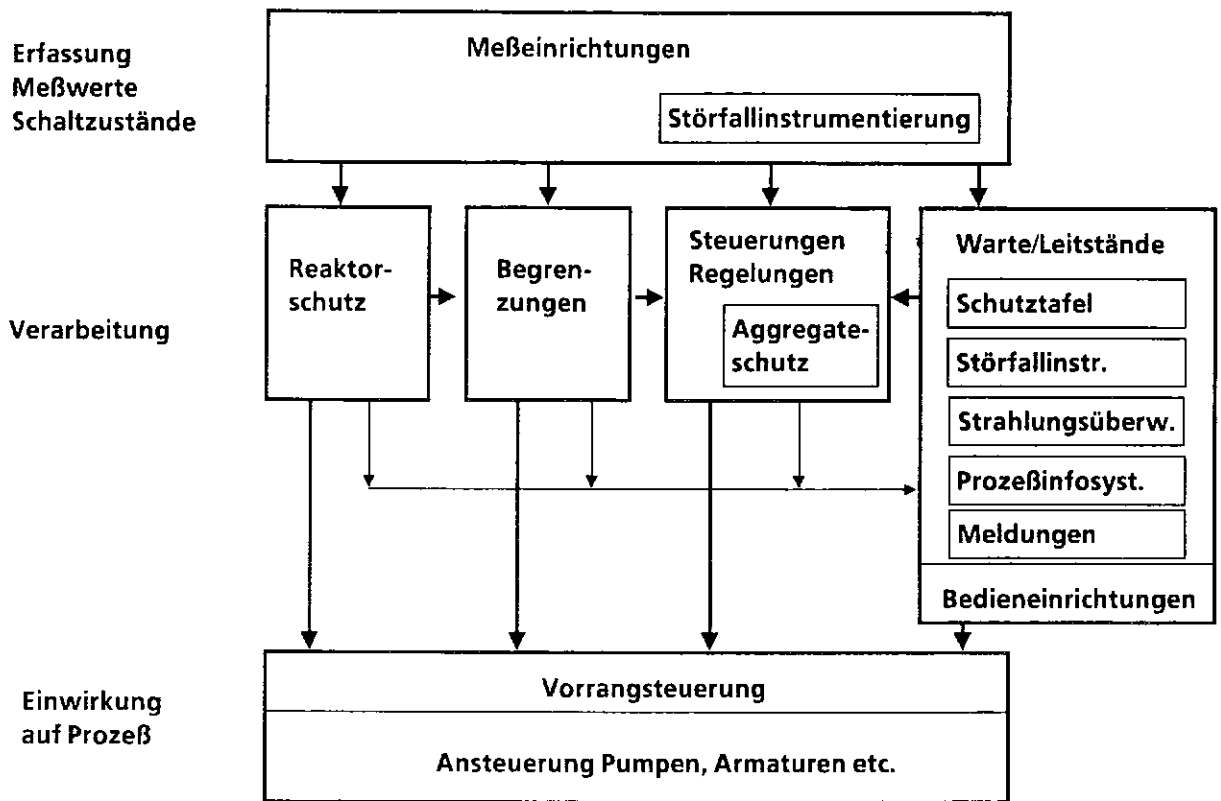 Erfassung
Meßwerte
Schaltzustände
Meßeinrichtungen
Störfallinstrumentierung
Verarbeitung
Reaktor-
schutz
Begren-
zungen
Steuerungen
Regelungen
Aggregate-
schutz
Warte/Leitstände
Schutztafel
Störfallinstr.
Strahlungsüberw.
Prozeßinfosyst.
Meldungen
Bedieneinrichtungen
Einwirkung
auf Prozeß
Vorrangsteuerung
Ansteuerung Pumpen, Armaturen etc.